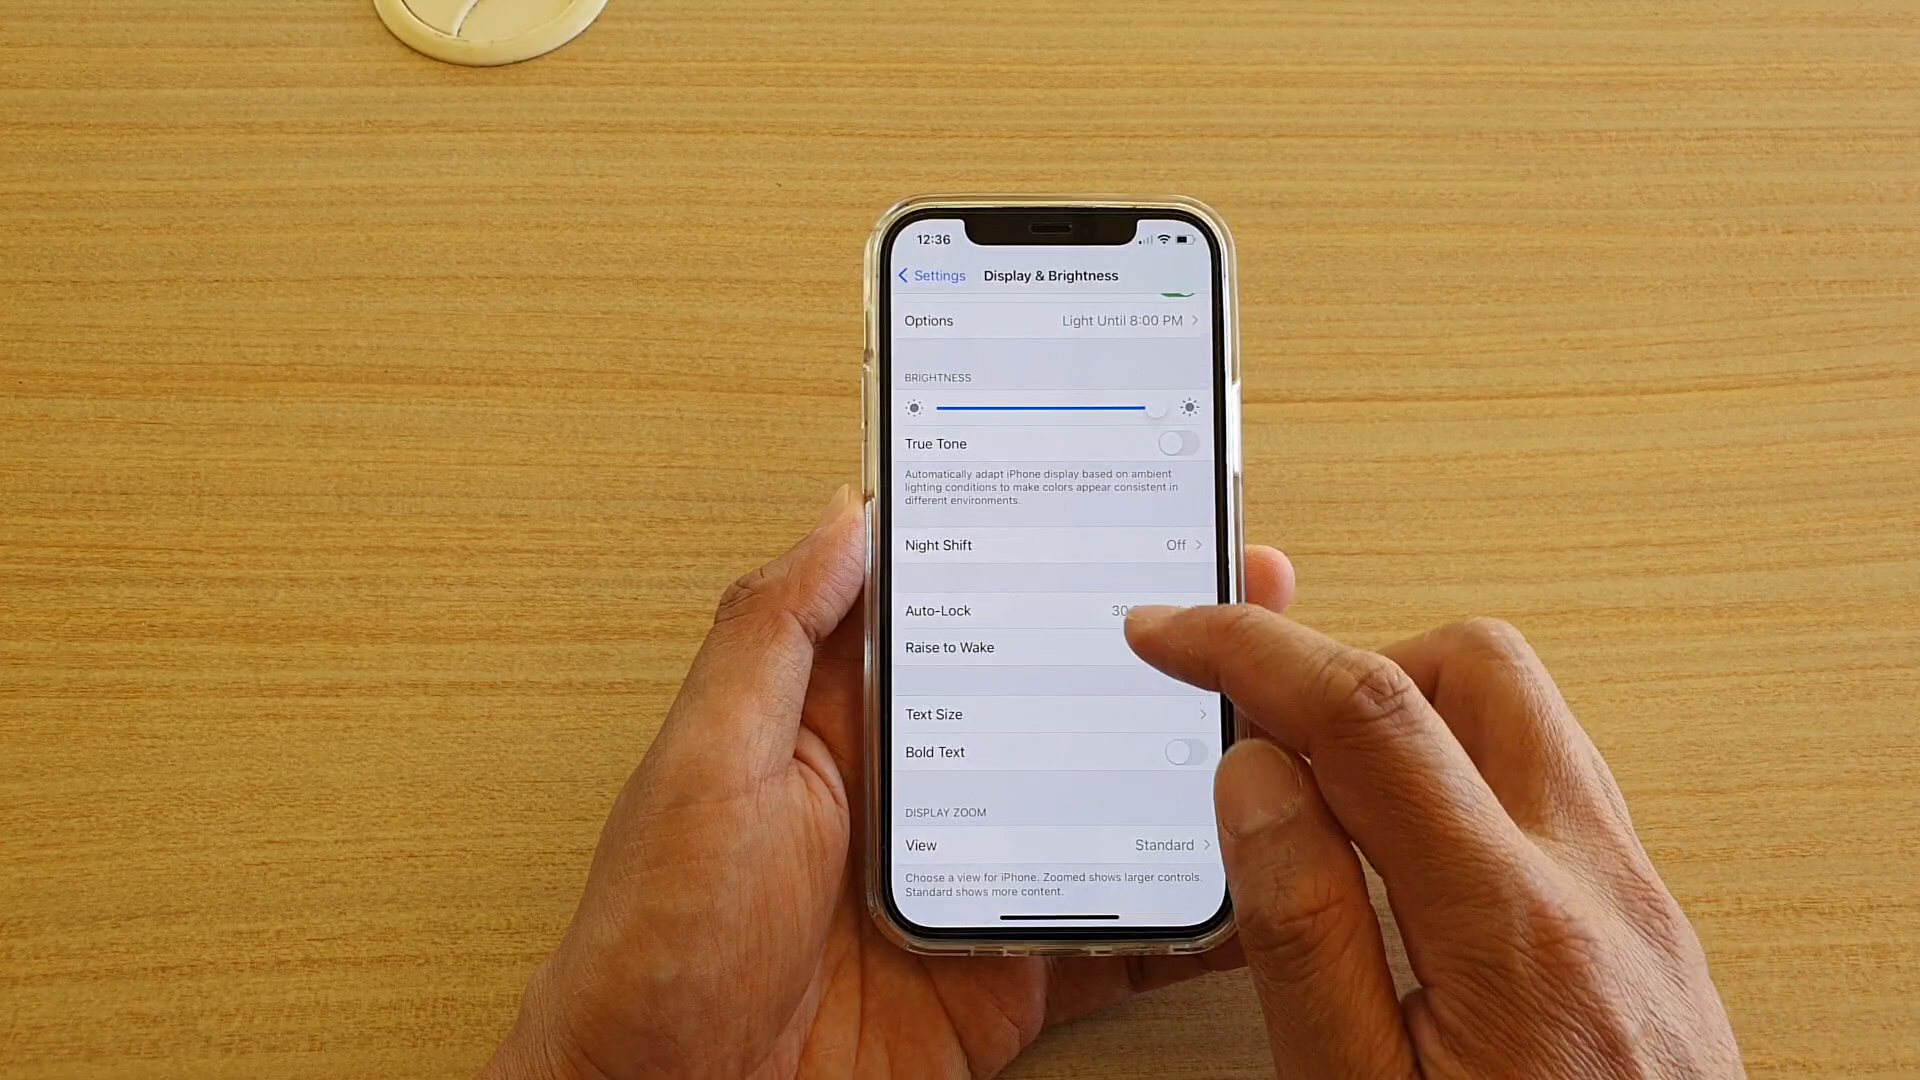 12:36
Settings
Display & Brightness
Options
Light Until 8:00 PM
BRIGHTNESS
True Tone
Automatically adapt iPhone display based on ambient
lighting conditions to make colors appear consistent in
different environments.
Night Shift
Off
Auto-Lock
30
Raise to Wake
Text Size
Bold Text
DISPLAY ZOOM
View
Standard
Choose a view for iPhone. Zoomed shows larger controls.
Standard shows more content.